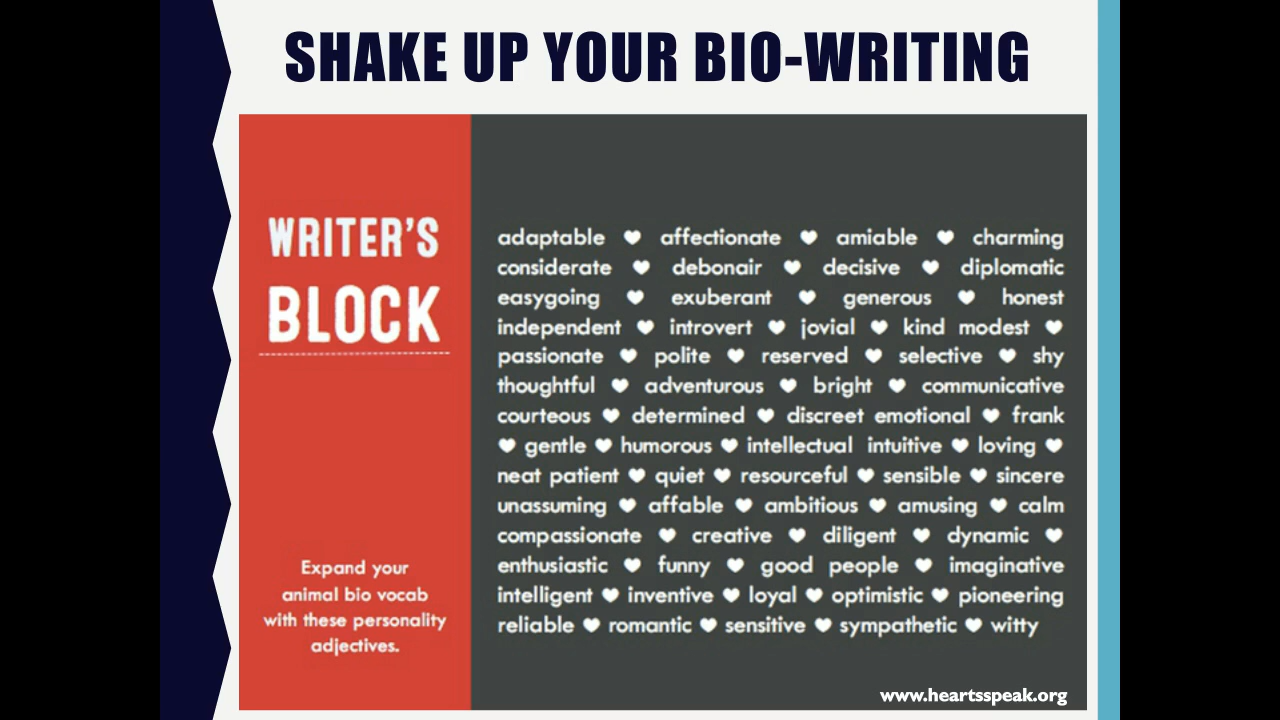 SHAKE UP YOUR BIO-WRITING
WRITER'S
BLOCK
Expand your
animal bio vocab
with these personality
adjectives.
adaptable ♥ affectionate ♥ amiable ♥ charming
considerate ♥ debonair ♥ decisive ♥ diplomatic
easygoing ♥ exuberant ♥ generous ♥ honest
independent ♥ introvert ♥ jovial ♥ kind modest ♥
passionate ♥ polite ♥ reserved ♥ selective ♥ shy
thoughtful ♥ adventurous ♥ bright ♥ communicative
courteous ♥ determined ♥ discreet emotional ♥ frank
♥ gentle ♥ humorous ♥ intellectual intuitive ♥ loving ♥
neat patient ♥ quiet ♥ resourceful ♥ sensible ♥ sincere
unassuming ♥ affable ♥ ambitious ♥ amusing ♥ calm
compassionate ♥ creative ♥ diligent ♥ dynamic ♥
enthusiastic ♥ funny ♥ good people ♥ imaginative
intelligent ♥ inventive ♥ loyal ♥ optimistic ♥ pioneering
reliable ♥ romantic ♥ sensitive ♥ sympathetic ♥ witty
www.heartsspeak.org